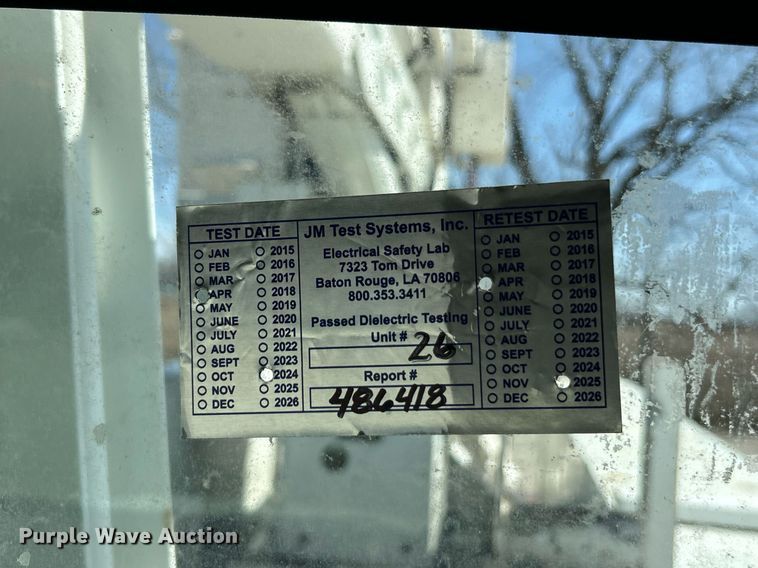 TEST DATE
JAN 2015
FEB 2016
MAR 2017
APR 2018
MAY 2019
JUNE 2020
JULY 2021
AUG 2022
SEPT 2023
OCT 2024
NOV 2025
DEC 2026
JM Test Systems, Inc.
Electrical Safety Lab
7323 Tom Drive
Baton Rouge, LA 70806
800.353.3411
Passed Dielectric Testing
Unit #
26
Report #
486418
RETEST DATE
JAN 2015
FEB 2016
MAR 2017
APR 2018
MAY 2019
JUNE 2020
JULY 2021
AUG 2022
SEPT 2023
OCT 2024
NOV 2025
DEC 2026
Purple Wave Auction